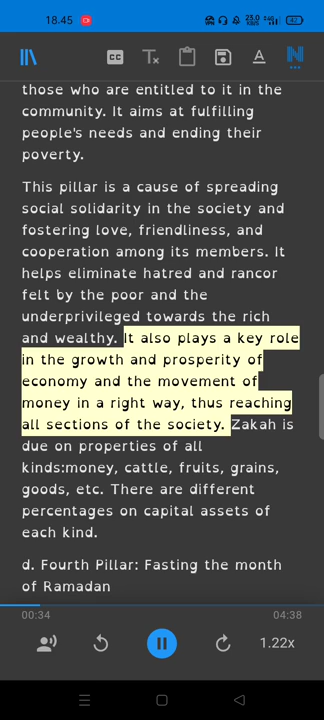 18.45
23.0
KB/S
47
CC
those who are entitled to it in the
community. It aims at fulfilling
people's needs and ending their
poverty.
This pillar is a cause of spreading
social solidarity in the society and
fostering love, friendliness, and
cooperation among its members. It
helps eliminate hatred and rancor
felt by the poor and the
underprivileged towards the rich
and wealthy. It also plays a key role
in the growth and prosperity of
economy and the movement of
money in a right way, thus reaching
all sections of the society. Zakah is
due on properties of all
kinds:money, cattle, fruits, grains,
goods, etc. There are different
percentages on capital assets of
each kind.
d. Fourth Pillar: Fasting the month
of Ramadan
00:34
04:38
1.22x